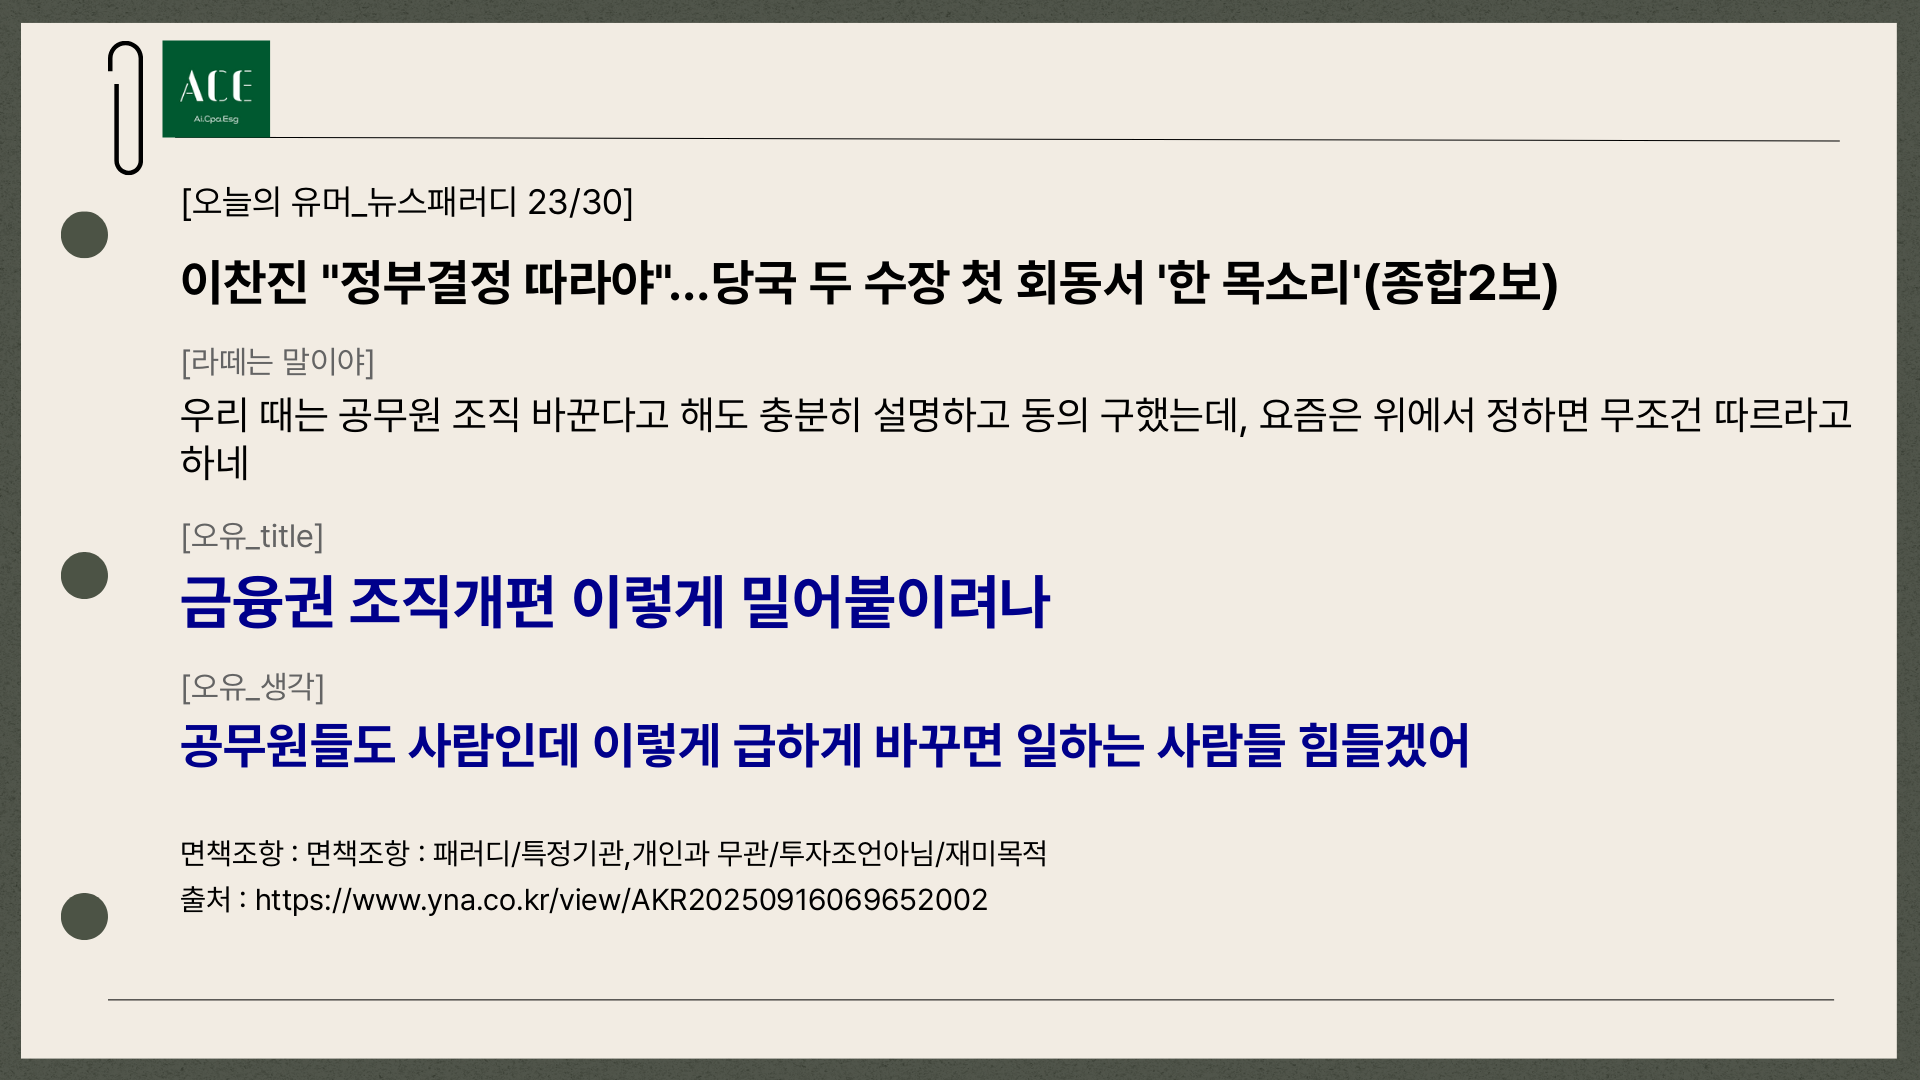 ACE
Ai.Cpa.Esg
[오늘의 유머_뉴스패러디 23/30]
이찬진 "정부결정 따라야"...당국 두 수장 첫 회동서 '한 목소리'(종합2보)
[라떼는 말이야]
우리 때는 공무원 조직 바꾼다고 해도 충분히 설명하고 동의 구했는데, 요즘은 위에서 정하면 무조건 따르라고
하네
[오유_title]
금융권 조직개편 이렇게 밀어붙이려나
[오유_생각]
공무원들도 사람인데 이렇게 급하게 바꾸면 일하는 사람들 힘들겠어
면책조항 : 면책조항 : 패러디/특정기관,개인과 무관/투자조언아님/재미목적
출처 : https://www.yna.co.kr/view/AKR20250916069652002